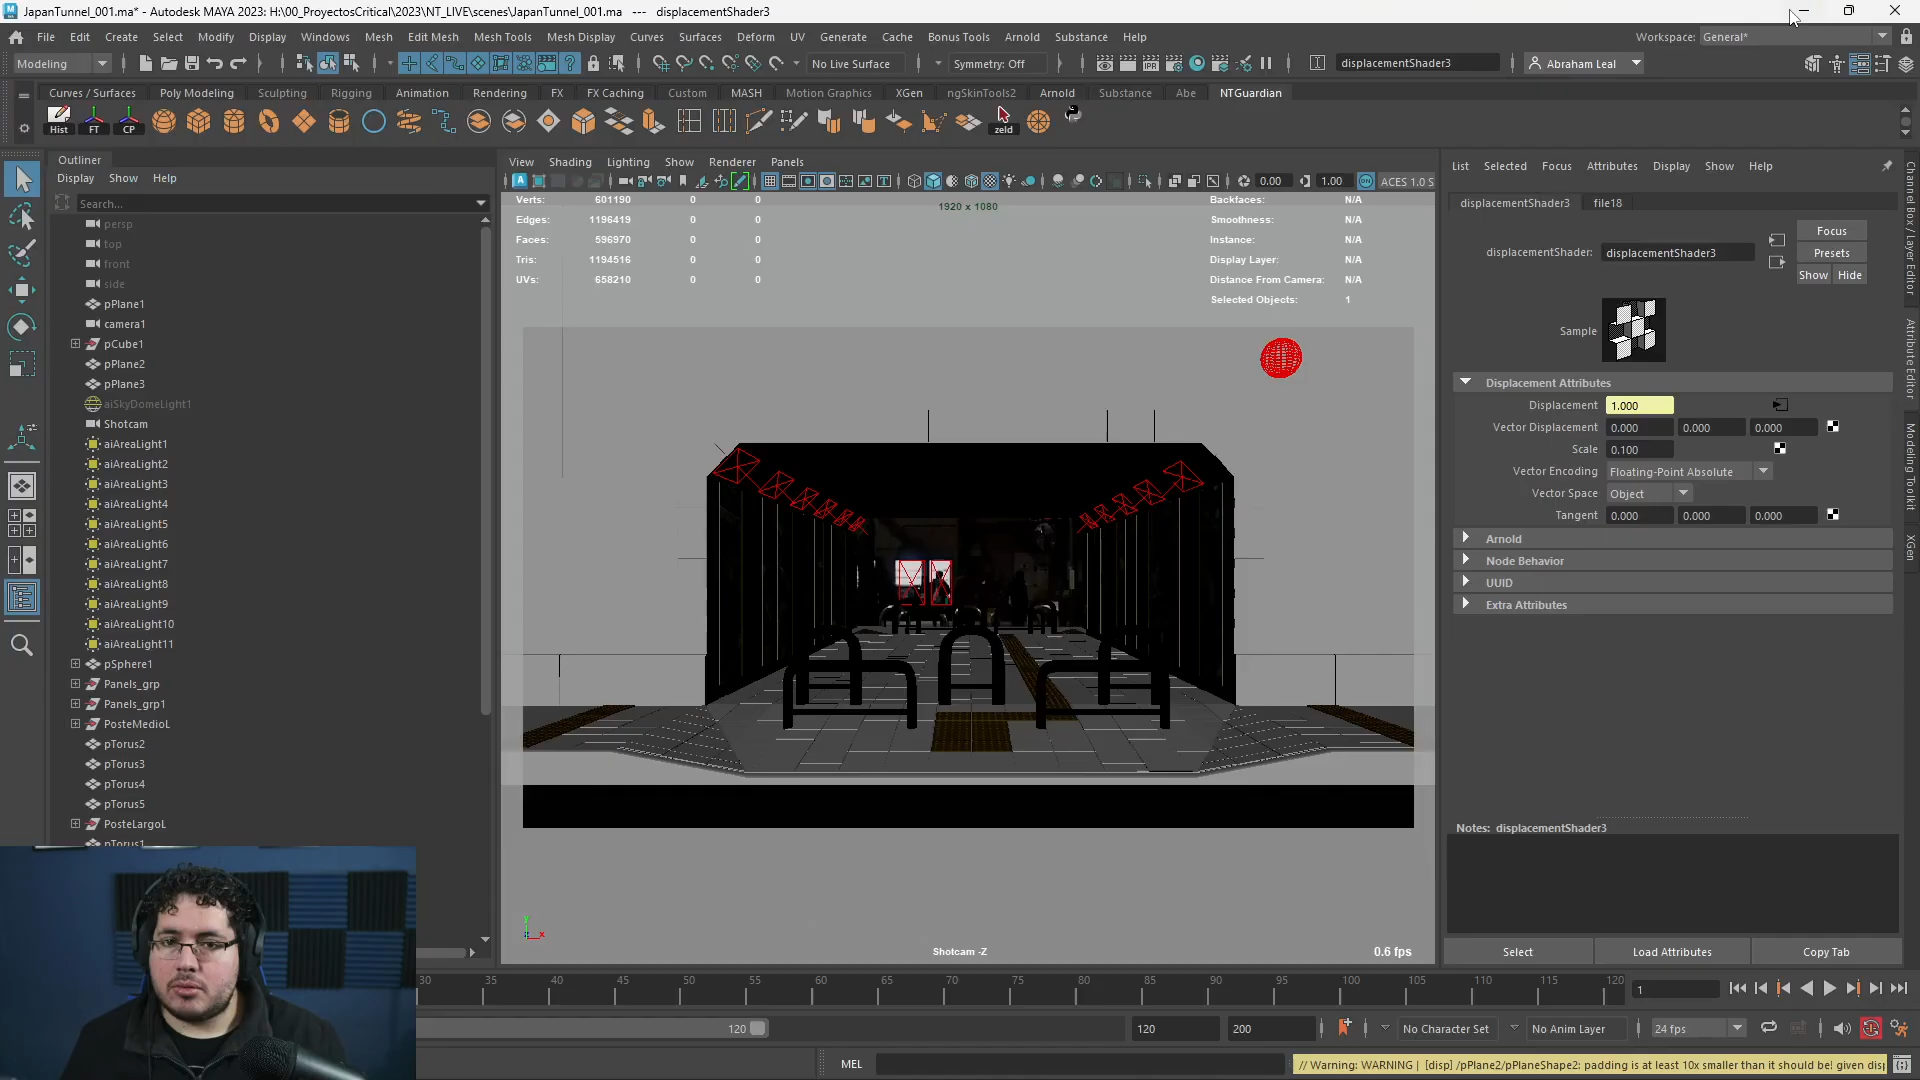 JapanTunnel_001.ma* - Autodesk MAYA 2023: H:\00_ProyectosCritical\2023\NT_LIVE\scenes\JapanTunnel_001.ma --- displacementShader3
File Edit Create Select Modify Display Windows Mesh Edit Mesh Mesh Tools Mesh Display Curves Surfaces Deform UV Generate Cache Bonus Tools Arnold Substance Help
Workspace: General*
Modeling
No Live Surface
Symmetry: Off
displacementShader3
Abraham Leal
Curves / Surfaces Poly Modeling Sculpting Rigging Animation Rendering FX FX Caching Custom MASH Motion Graphics XGen ngSkinTools2 Arnold Substance Abe NTGuardian
Hist FT CP zeld
Outliner
Display Show Help
Search...
persp
top
front
side
pPlane1
camera1
pCube1
pPlane2
pPlane3
aiSkyDomeLight1
Shotcam
aiAreaLight1
aiAreaLight2
aiAreaLight3
aiAreaLight4
aiAreaLight5
aiAreaLight6
aiAreaLight7
aiAreaLight8
aiAreaLight9
aiAreaLight10
aiAreaLight11
pSphere1
Panels_grp
Panels_grp1
PosteMedioL
pTorus2
pTorus3
pTorus4
pTorus5
PosteLargoL
pTorus1
View Shading Lighting Show Renderer Panels
0.00 1.00 ACES 1.0 S
Verts: 601190 0 0
Edges: 1196419 0 0
Faces: 596970 0 0
Tris: 1194516 0 0
UVs: 658210 0 0
1920 x 1080
Backfaces: N/A
Smoothness: N/A
Instance: N/A
Display Layer: N/A
Distance From Camera: N/A
Selected Objects: 1
y
x
Shotcam -Z
0.6 fps
List Selected Focus Attributes Display Show Help
displacementShader3 file18
displacementShader: displacementShader3
Focus
Presets
Show Hide
Sample
Displacement Attributes
Displacement 1.000
Vector Displacement 0.000 0.000 0.000
Scale 0.100
Vector Encoding Floating-Point Absolute
Vector Space Object
Tangent 0.000 0.000 0.000
Arnold
Node Behavior
UUID
Extra Attributes
Notes: displacementShader3
Select Load Attributes Copy Tab
Channel Box / Layer Editor
Attribute Editor
Modeling Toolkit
XGen
30 35 40 45 50 55 60 65 70 75 80 85 90 95 100 105 110 115 120
1
120
120
200
No Character Set
No Anim Layer
24 fps
MEL
// Warning: WARNING | [disp] /pPlane2/pPlaneShape2: padding is at least 10x smaller than it should be! given disp